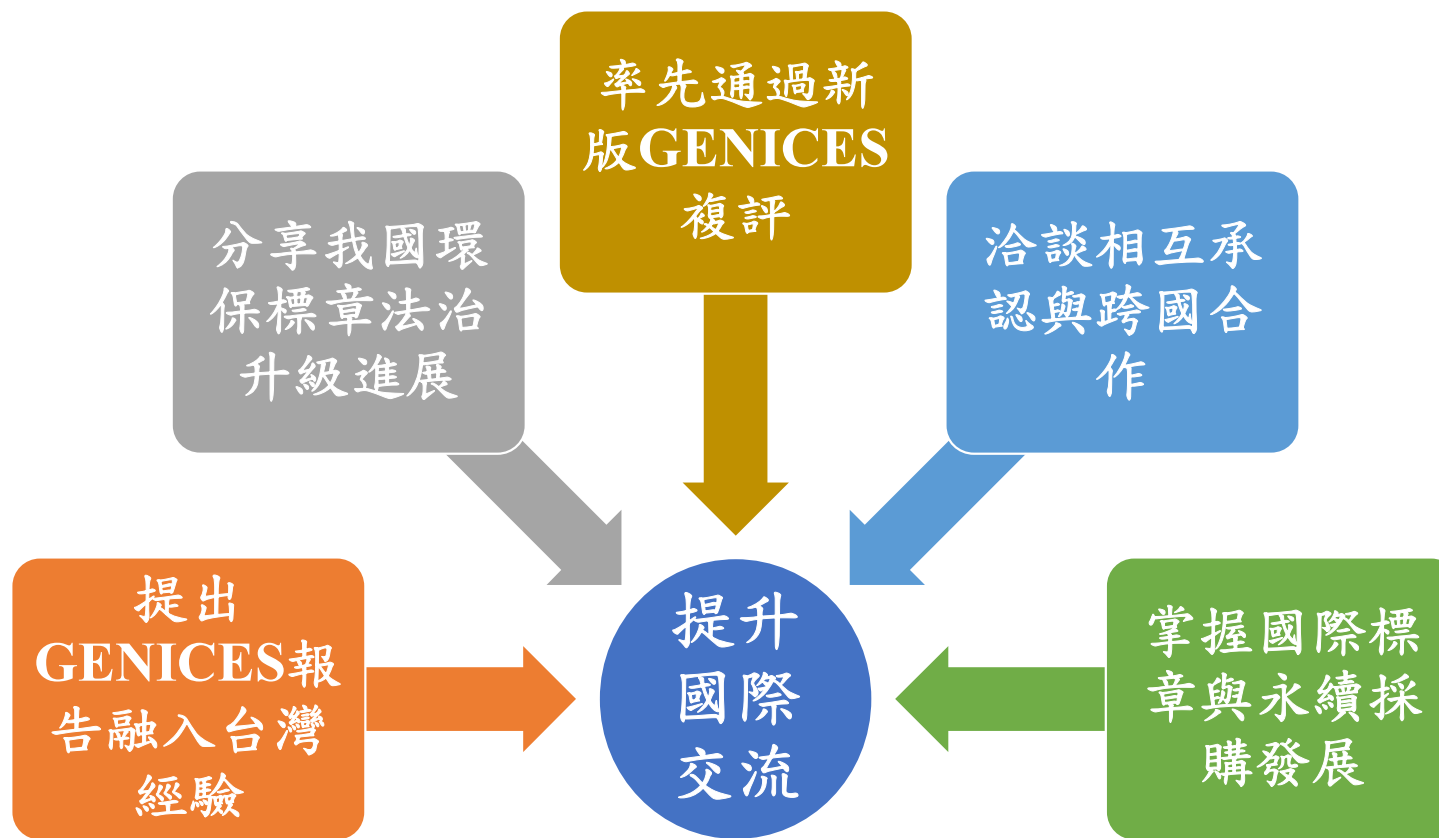 率先通過新
版GENICES
複評
分享我國環
保標章法治
升級進展
洽談相互承
認與跨國合
作
提出
GENICES報
告融入台灣
經驗
提升
國際
交流
掌握國際標
章與永續採
購發展